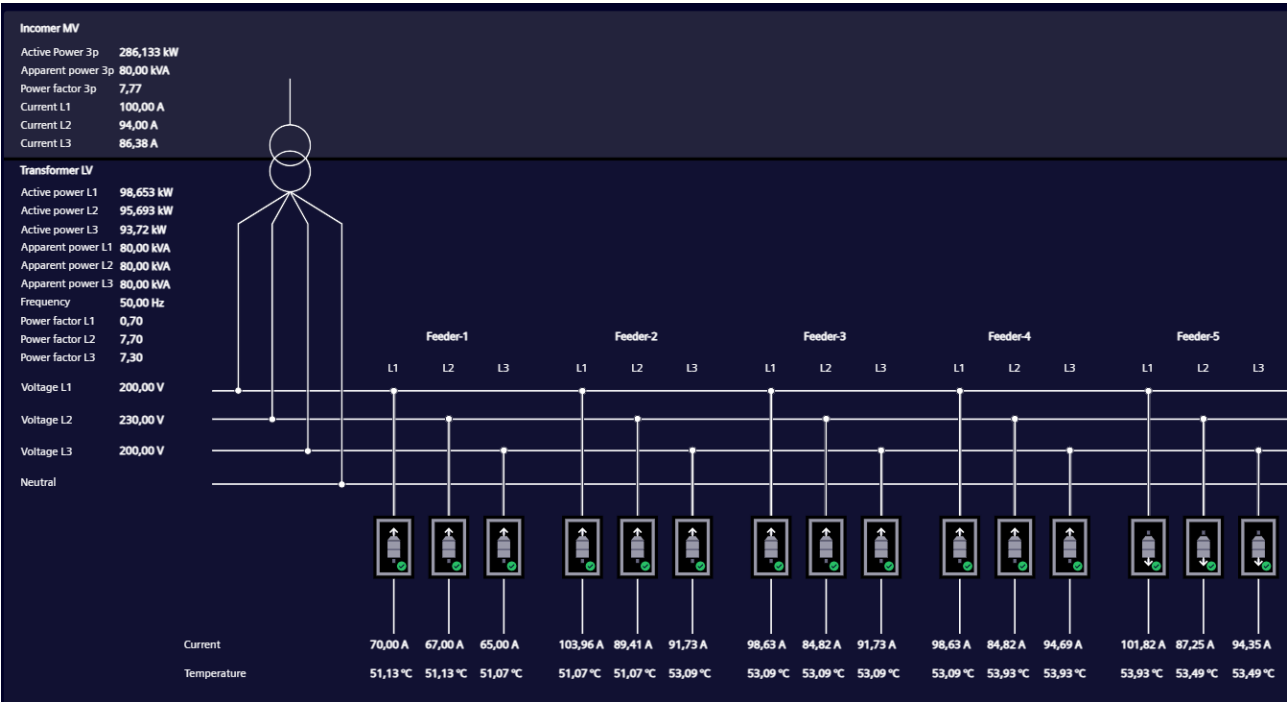 Incomer MV
Active Power 3p 286,133 kW
Apparent power 3p 80,00 kVA
Power factor 3p 7,77
Current L1 100,00 A
Current L2 94,00 A
Current L3 86,38 A
Transformer LV
Active power L1 98,653 kW
Active power L2 95,693 kW
Active power L3 93,72 kW
Apparent power L1 80,00 kVA
Apparent power L2 80,00 kVA
Apparent power L3 80,00 kVA
Frequency 50,00 Hz
Power factor L1 0,70
Power factor L2 7,70
Power factor L3 7,30
Feeder-1 Feeder-2 Feeder-3 Feeder-4 Feeder-5
L1 L2 L3 L1 L2 L3 L1 L2 L3 L1 L2 L3 L1 L2 L3
Voltage L1 200,00 V
Voltage L2 230,00 V
Voltage L3 200,00 V
Neutral
Current 70,00 A 67,00 A 65,00 A 103,96 A 89,41 A 91,73 A 98,63 A 84,82 A 91,73 A 98,63 A 84,82 A 94,69 A 101,82 A 87,25 A 94,35 A
Temperature 51,13 °C 51,13 °C 51,07 °C 51,07 °C 51,07 °C 53,09 °C 53,09 °C 53,09 °C 53,09 °C 53,09 °C 53,93 °C 53,93 °C 53,93 °C 53,49 °C 53,49 °C